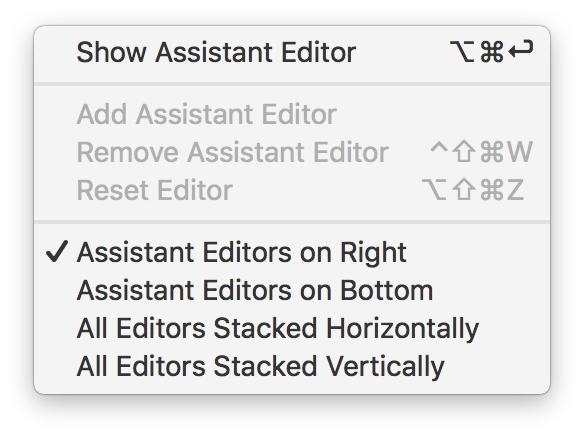 Show Assistant Editor ⌥⌘↩
Add Assistant Editor
Remove Assistant Editor ^⇧⌘W
Reset Editor ⌥⇧⌘Z
✓ Assistant Editors on Right
Assistant Editors on Bottom
All Editors Stacked Horizontally
All Editors Stacked Vertically